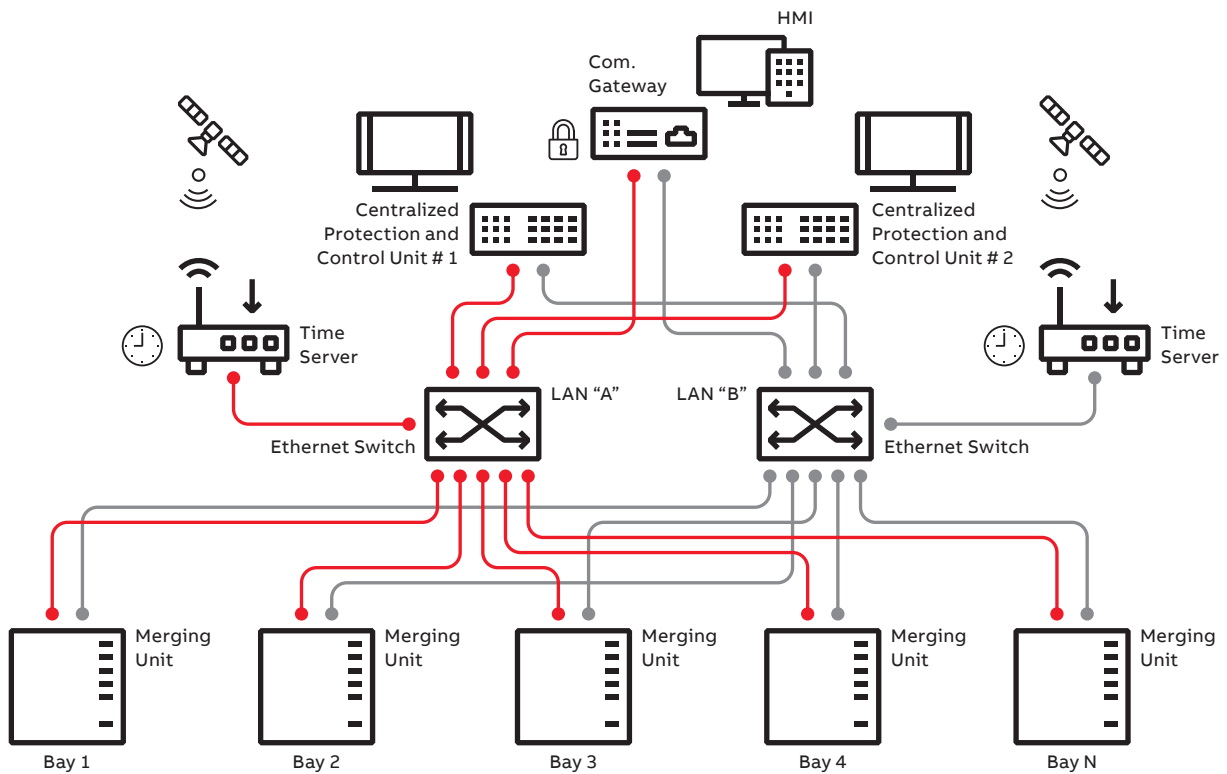 HMI
Com.
Gateway
Centralized
Protection and
Control Unit # 1
Centralized
Protection and
Control Unit # 2
Time
Server
Time
Server
LAN “A”
LAN “B”
Ethernet Switch
Ethernet Switch
Merging
Unit
Merging
Unit
Merging
Unit
Merging
Unit
Merging
Unit
Bay 1
Bay 2
Bay 3
Bay 4
Bay N